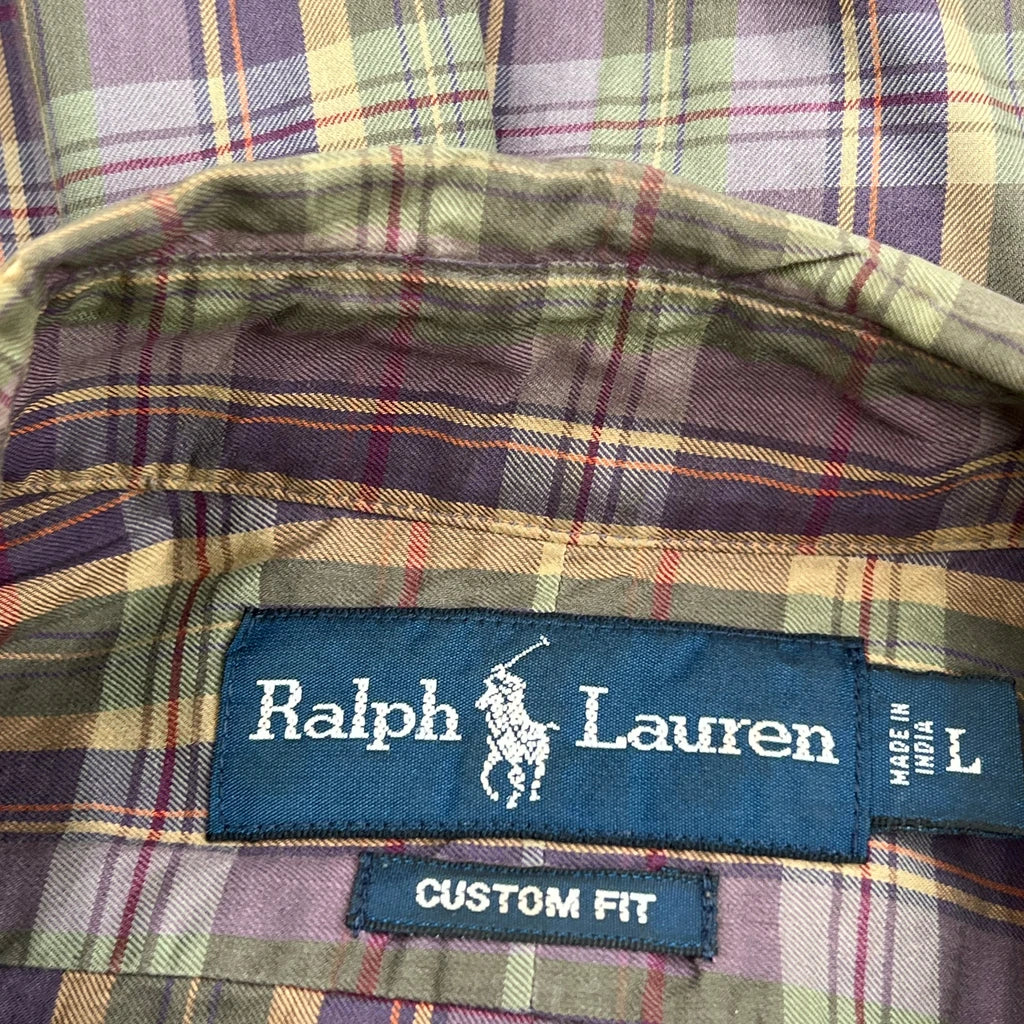 Ralph Lauren
MADE IN
INDIA
L
CUSTOM FIT